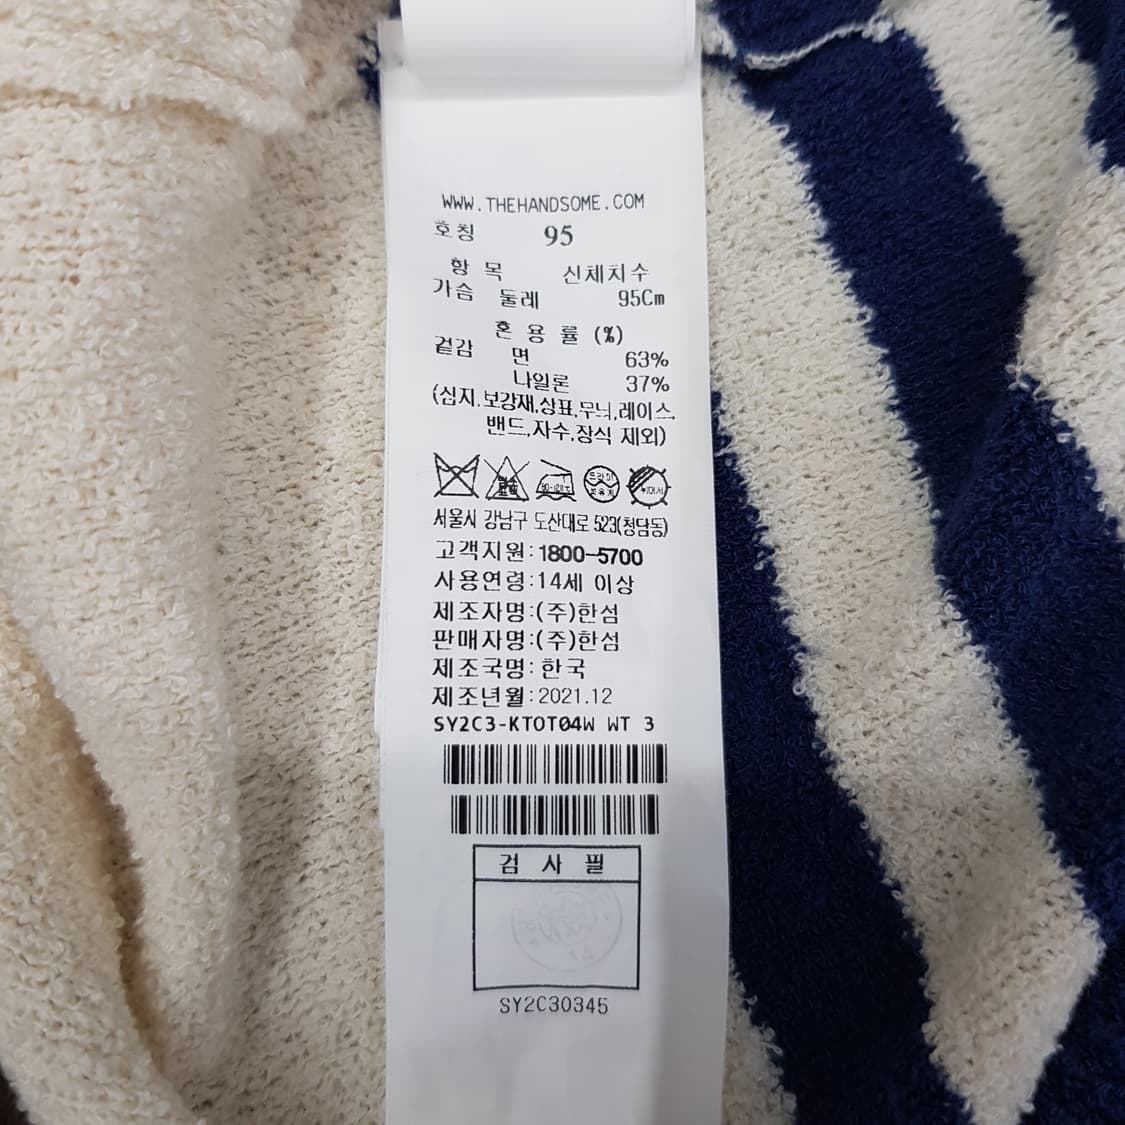 WWW.THEHANDSOME.COM
호칭 95
항 목 신체치수
가슴 둘레 95Cm
혼 용 률 (%)
겉감 면 63%
나일론 37%
(심지,보강재,상표,무늬,레이스,
밴드,자수,장식 제외)
서울시 강남구 도산대로 523(청담동)
고객지원:1800-5700
사용연령:14세 이상
제조자명:(주)한섬
판매자명:(주)한섬
제조국명:한국
제조년월:2021.12
SY2C3-KTOT04W WT 3
검 사 필
SY2C30345